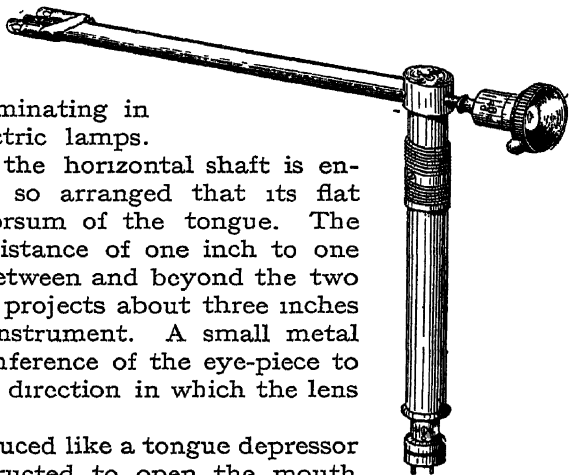 minating in
ctric lamps.
the horizontal shaft is en-
so arranged that its flat
orsum of the tongue. The
istance of one inch to one
etween and beyond the two
projects about three inches
nstrument. A small metal
nference of the eye-piece to
direction in which the lens
uced like a tongue depressor
ructed to open the mouth